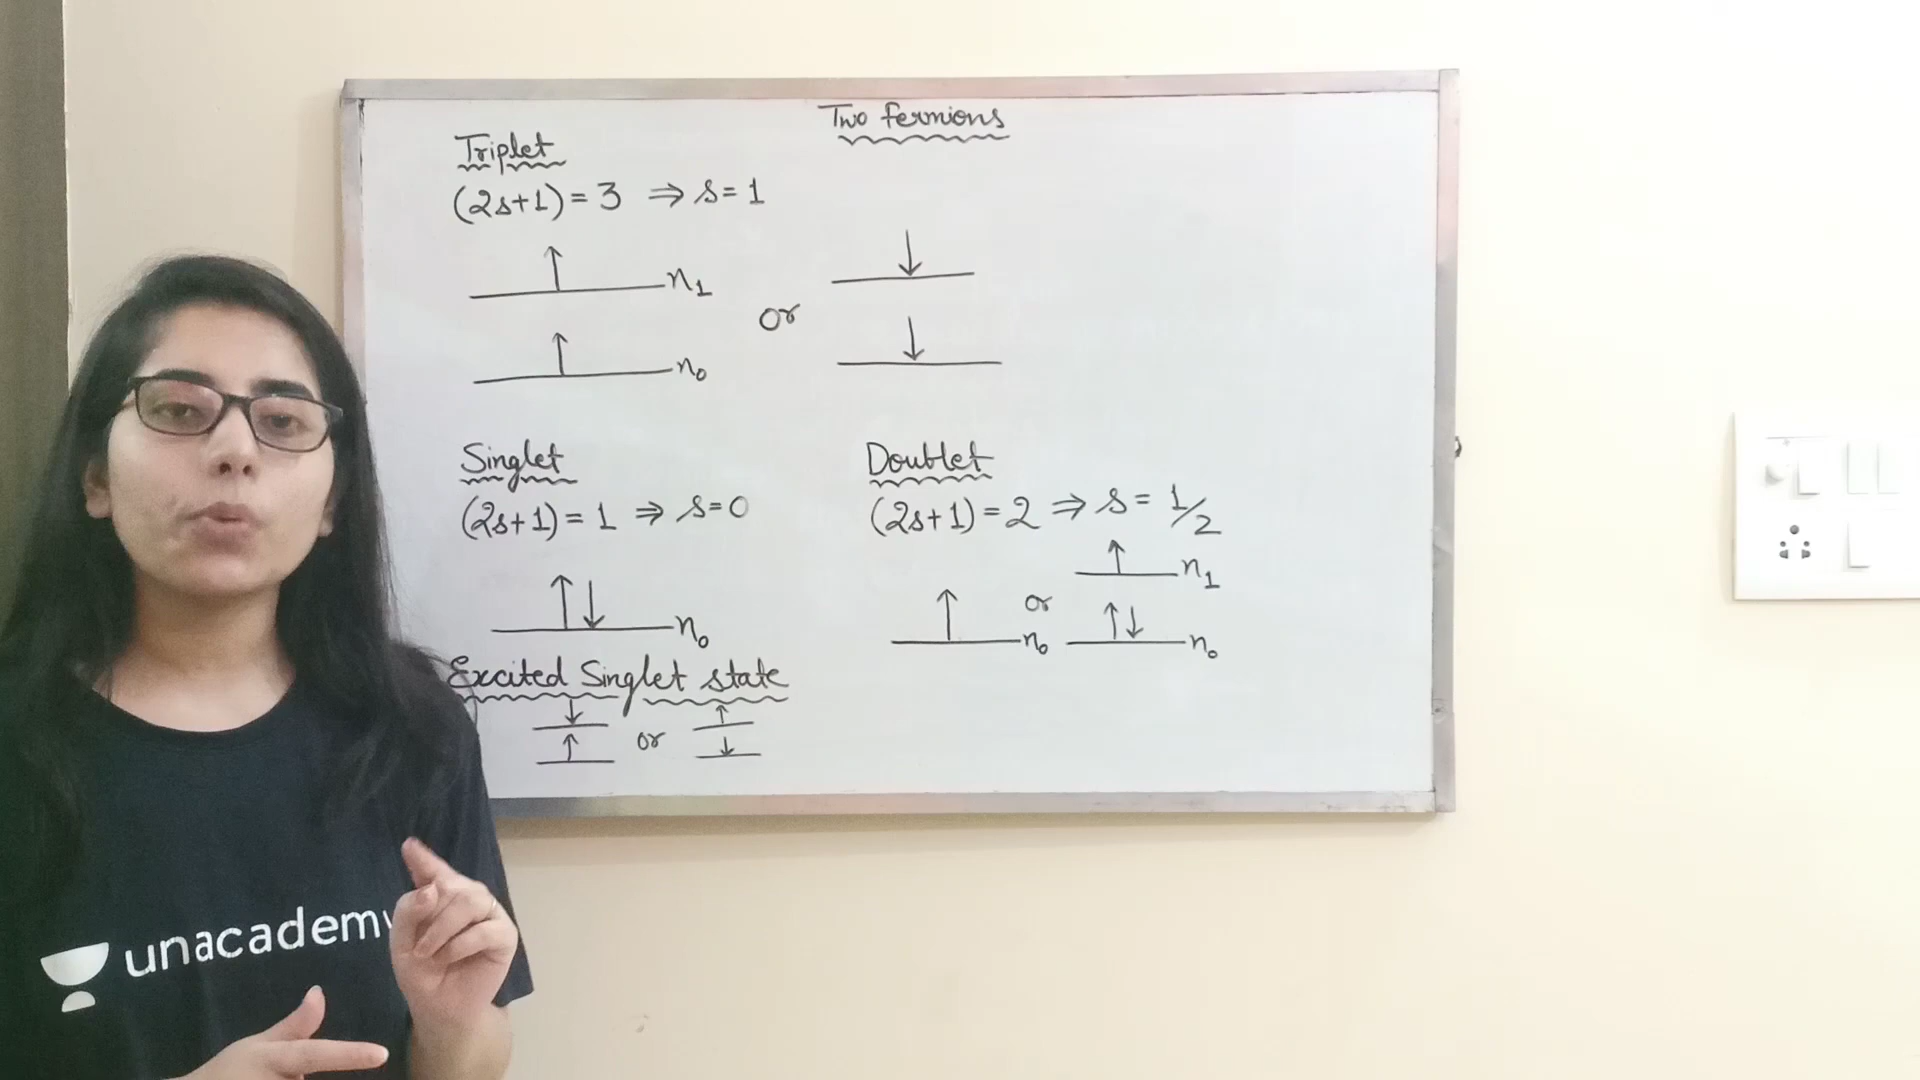 Two fermions
Triplet
(2s+1) = 3 ⇒ s = 1
↑ n₁
↑ n₀
or
↓
↓
Singlet
(2s+1) = 1 ⇒ s=0
↑↓ n₀
Excited Singlet state
↓
↑
or
↑
↓
Doublet
(2s+1) = 2 ⇒ s = 1/2
↑ n₀
or
↑ n₁
↑↓ n₀
unacademy